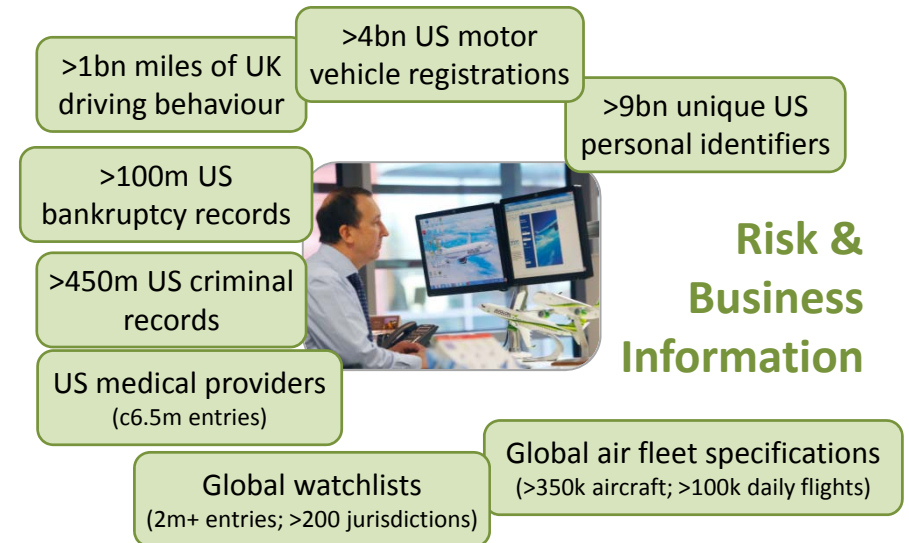 >4bn US motor
vehicle registrations
>1bn miles of UK
driving behaviour
>9bn unique US
personal identifiers
>100m US
bankruptcy records
>450m US criminal
records
Risk &
Business
Information
US medical providers
(c6.5m entries)
Global air fleet specifications
(>350k aircraft; >100k daily flights)
Global watchlists
(2m+ entries; >200 jurisdictions)